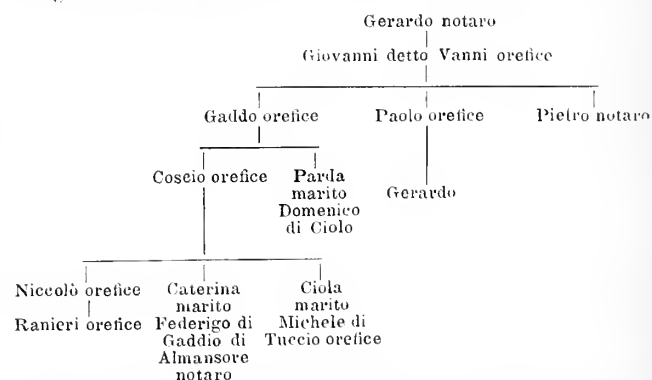 Gerardo notaro
Giovanni detto Vanni orefice
Gaddo orefice Paolo orefice Pietro notaro
Coscio orefice Parda
marito
Domenico
di Ciolo
Gerardo
Niccolò orefice Caterina Ciola
marito marito
Ranieri orefice Federigo di Michele di
Gaddio di Tuccio orefice
Almansore
notaro